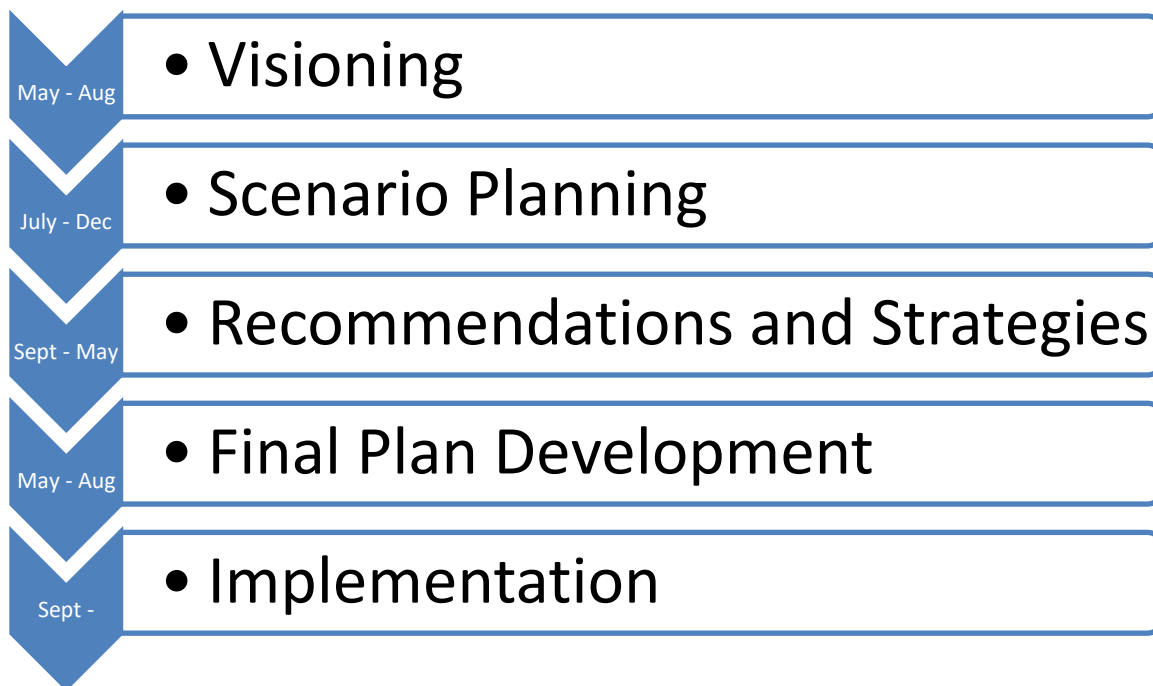 May - Aug
• Visioning
July - Dec
• Scenario Planning
Sept - May
• Recommendations and Strategies
May - Aug
• Final Plan Development
Sept -
• Implementation